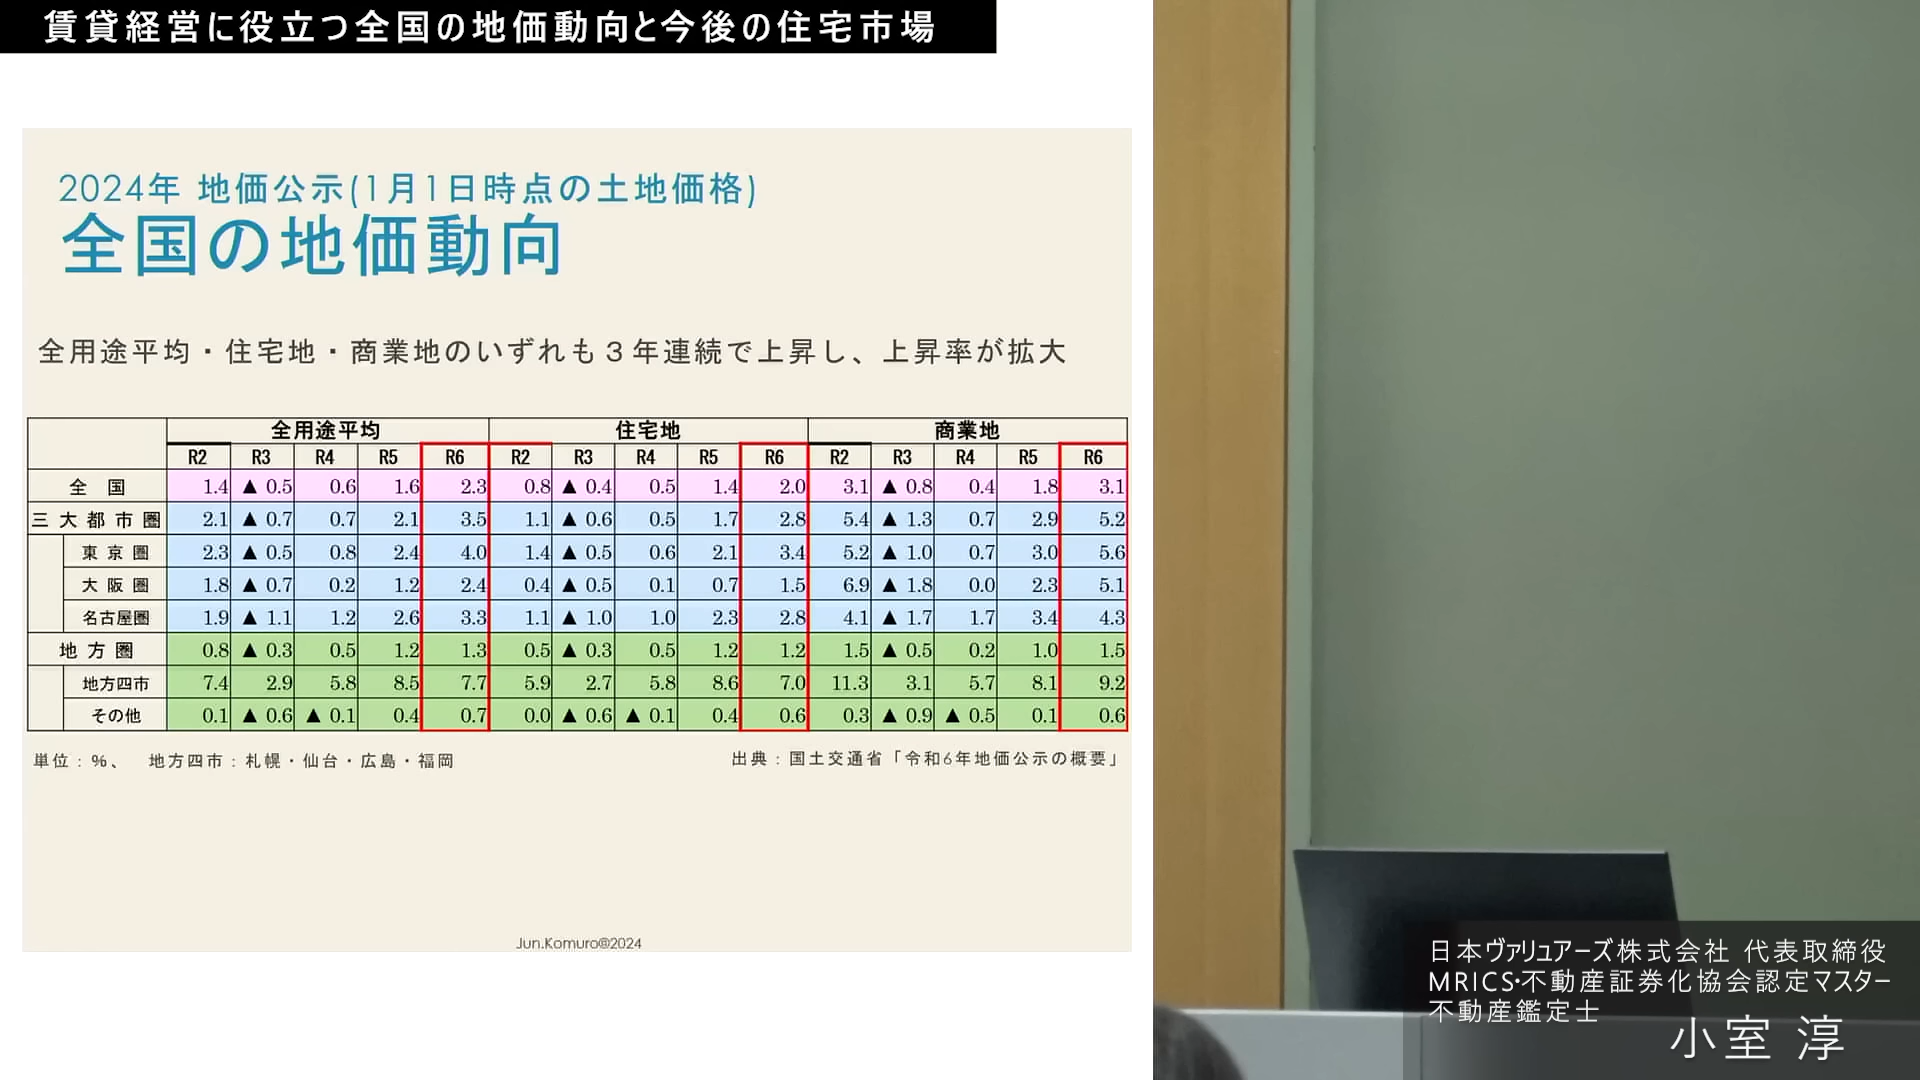 賃貸経営に役立つ全国の地価動向と今後の住宅市場
2024年 地価公示(1月1日時点の土地価格)
全国の地価動向
全用途平均・住宅地・商業地のいずれも３年連続で上昇し、上昇率が拡大
全用途平均 住宅地 商業地
R2 R3 R4 R5 R6 R2 R3 R4 R5 R6 R2 R3 R4 R5 R6
全国 1.4 ▲ 0.5 0.6 1.6 2.3 0.8 ▲ 0.4 0.5 1.4 2.0 3.1 ▲ 0.8 0.4 1.8 3.1
三大都市圏 2.1 ▲ 0.7 0.7 2.1 3.5 1.1 ▲ 0.6 0.5 1.7 2.8 5.4 ▲ 1.3 0.7 2.9 5.2
東京圏 2.3 ▲ 0.5 0.8 2.4 4.0 1.4 ▲ 0.5 0.6 2.1 3.4 5.2 ▲ 1.0 0.7 3.0 5.6
大阪圏 1.8 ▲ 0.7 0.2 1.2 2.4 0.4 ▲ 0.5 0.1 0.7 1.5 6.9 ▲ 1.8 0.0 2.3 5.1
名古屋圏 1.9 ▲ 1.1 1.2 2.6 3.3 1.1 ▲ 1.0 1.0 2.3 2.8 4.1 ▲ 1.7 1.7 3.4 4.3
地方圏 0.8 ▲ 0.3 0.5 1.2 1.3 0.5 ▲ 0.3 0.5 1.2 1.2 1.5 ▲ 0.5 0.2 1.0 1.5
地方四市 7.4 2.9 5.8 8.5 7.7 5.9 2.7 5.8 8.6 7.0 11.3 3.1 5.7 8.1 9.2
その他 0.1 ▲ 0.6 ▲ 0.1 0.4 0.7 0.0 ▲ 0.6 ▲ 0.1 0.4 0.6 0.3 ▲ 0.9 ▲ 0.5 0.1 0.6
単位：%、 地方四市：札幌・仙台・広島・福岡
出典：国土交通省「令和6年地価公示の概要」
Jun.Komuro@2024
日本ヴァリュアーズ株式会社 代表取締役
MRICS・不動産証券化協会認定マスター
不動産鑑定士
小室 淳